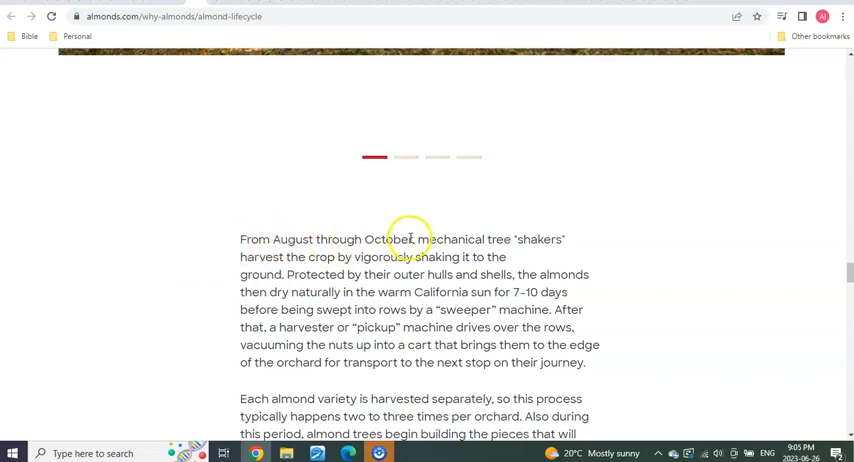 almonds.com/why-almonds/almond-lifecycle
AI
Bible
Personal
Other bookmarks
From August through October, mechanical tree "shakers"
harvest the crop by vigorously shaking it to the
ground. Protected by their outer hulls and shells, the almonds
then dry naturally in the warm California sun for 7–10 days
before being swept into rows by a “sweeper” machine. After
that, a harvester or “pickup” machine drives over the rows,
vacuuming the nuts up into a cart that brings them to the edge
of the orchard for transport to the next stop on their journey.
Each almond variety is harvested separately, so this process
typically happens two to three times per orchard. Also during
this period, almond trees begin building the pieces that will
Type here to search
20°C Mostly sunny
ENG
9:05 PM
2023-06-26
2